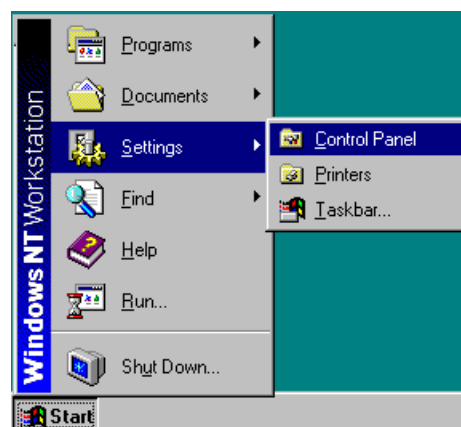 Windows NT Workstation
Programs
Documents
Settings
Find
Help
Run...
Shut Down...
Control Panel
Printers
Taskbar...
Start